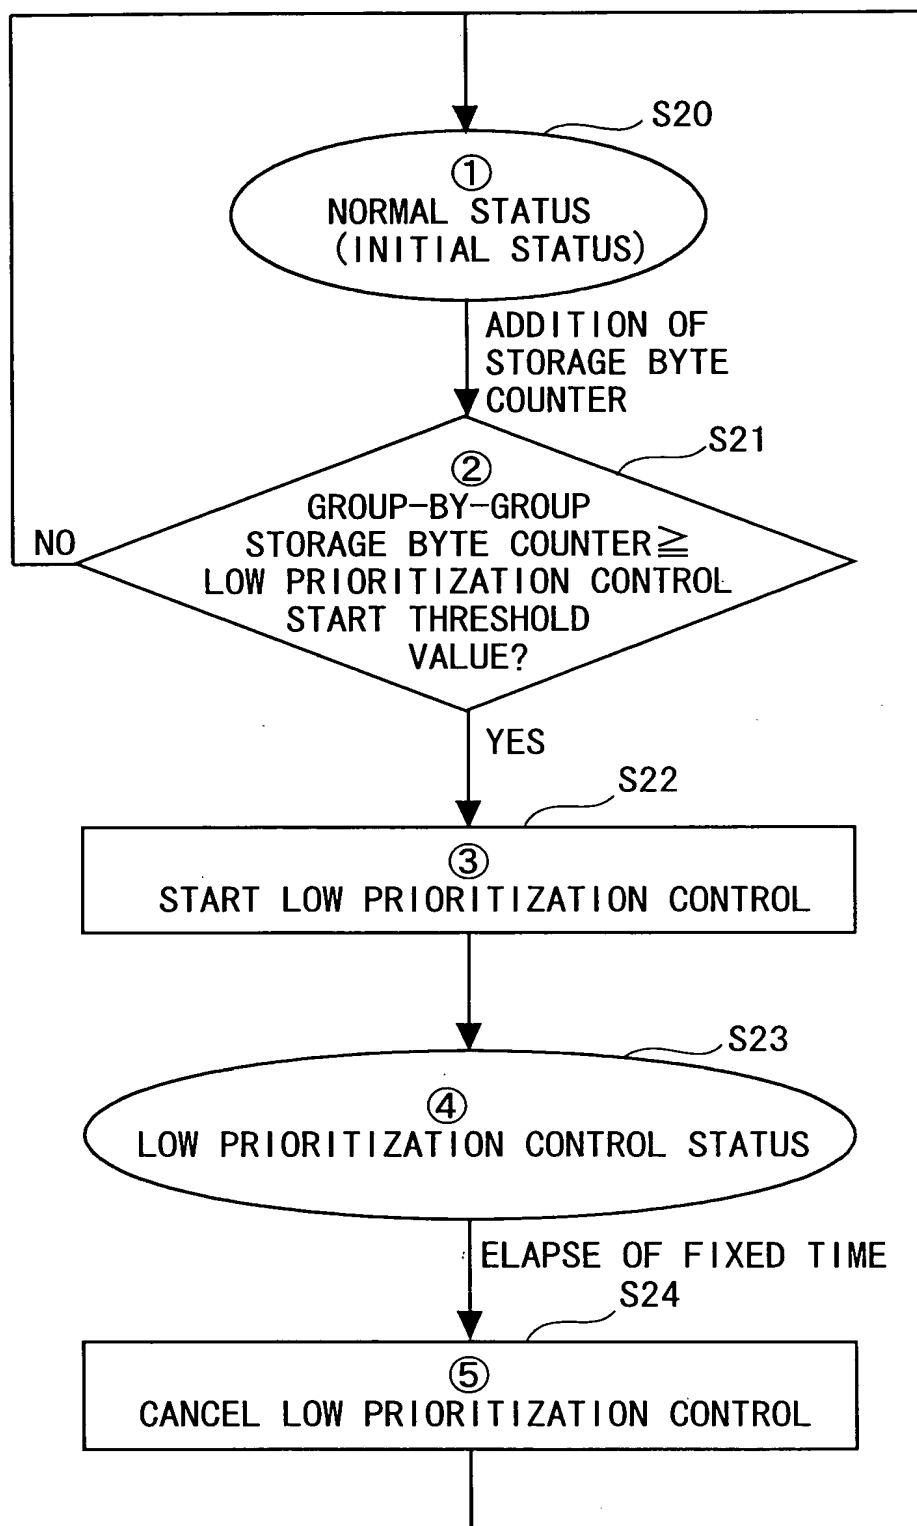 S20
①
NORMAL STATUS
(INITIAL STATUS)
ADDITION OF
STORAGE BYTE
COUNTER
S21
②
GROUP-BY-GROUP
STORAGE BYTE COUNTER≧
LOW PRIORITIZATION CONTROL
START THRESHOLD
VALUE?
NO
YES
S22
③
START LOW PRIORITIZATION CONTROL
S23
④
LOW PRIORITIZATION CONTROL STATUS
ELAPSE OF FIXED TIME
S24
⑤
CANCEL LOW PRIORITIZATION CONTROL